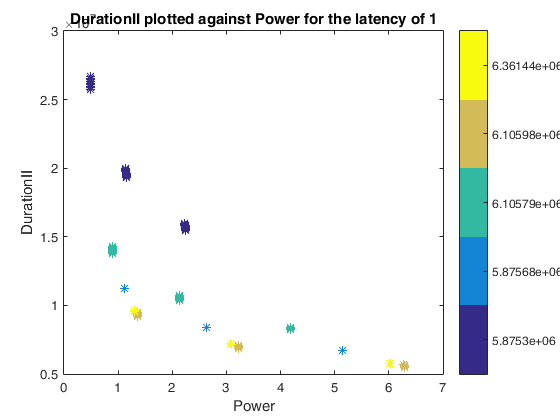 DurationII plotted against Power for the latency of 1
3
2.5
2
1.5
1
0.5
DurationII
0
1
2
3
4
5
6
7
Power
6.36144e+06
6.10598e+06
6.10579e+06
5.87568e+06
5.8753e+06